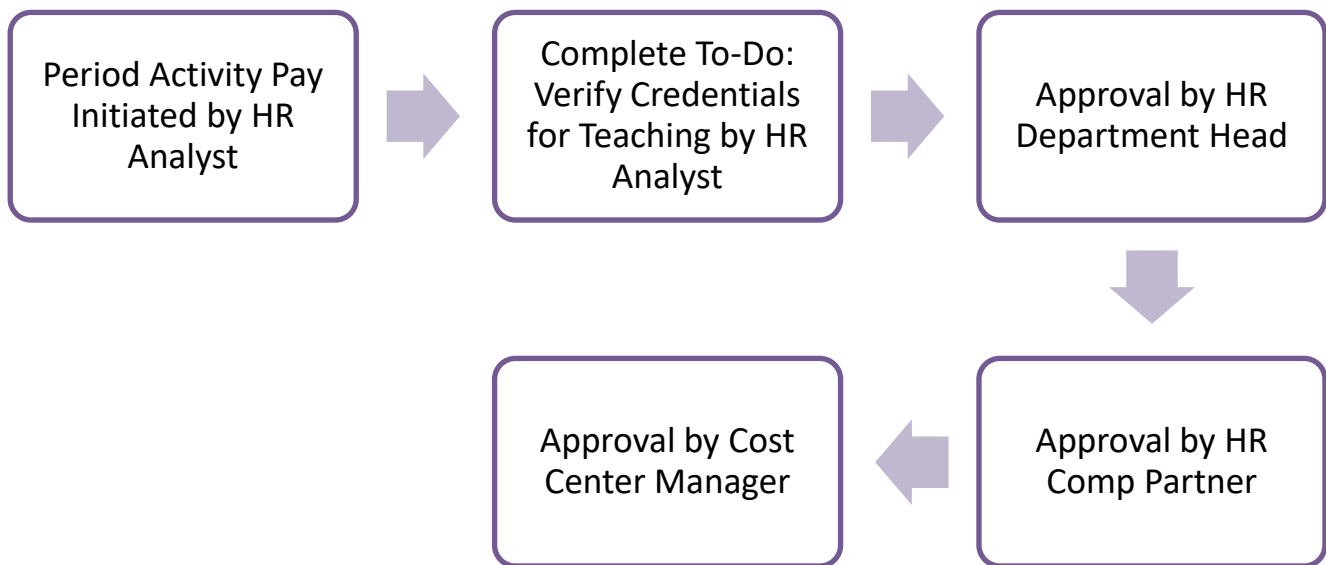 Period Activity Pay
Initiated by HR
Analyst
Complete To-Do:
Verify Credentials
for Teaching by HR
Analyst
Approval by HR
Department Head
Approval by HR
Comp Partner
Approval by Cost
Center Manager